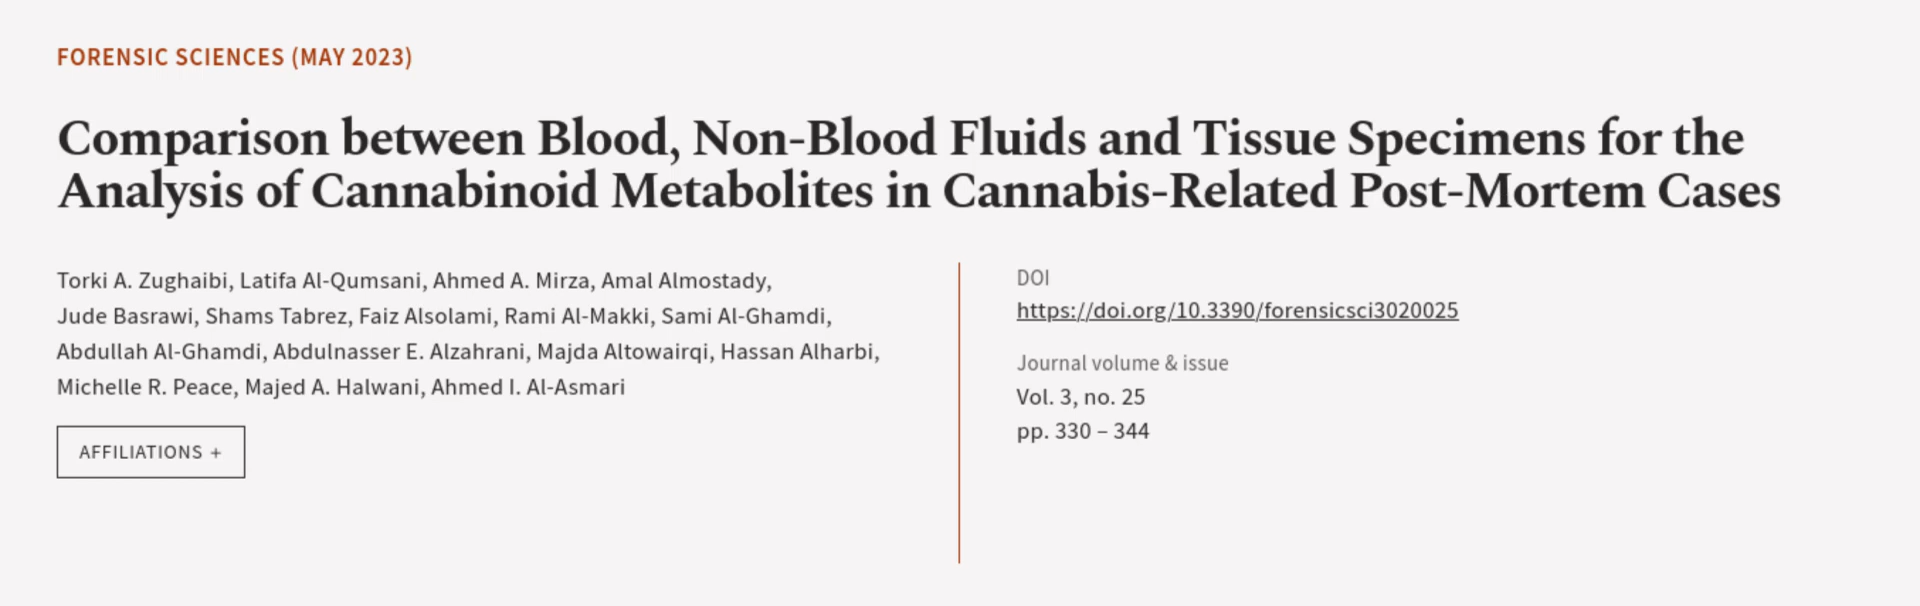 FORENSIC SCIENCES (MAY 2023)
Comparison between Blood, Non-Blood Fluids and Tissue Specimens for the
Analysis of Cannabinoid Metabolites in Cannabis-Related Post-Mortem Cases
Torki A. Zughaibi, Latifa Al-Qumsani, Ahmed A. Mirza, Amal Almostady,
Jude Basrawi, Shams Tabrez, Faiz Alsolami, Rami Al-Makki, Sami Al-Ghamdi,
Abdullah Al-Ghamdi, Abdulnasser E. Alzahrani, Majda Altowairqi, Hassan Alharbi,
Michelle R. Peace, Majed A. Halwani, Ahmed I. Al-Asmari
AFFILIATIONS +
DOI
https://doi.org/10.3390/forensicsci3020025
Journal volume & issue
Vol. 3, no. 25
pp. 330 – 344